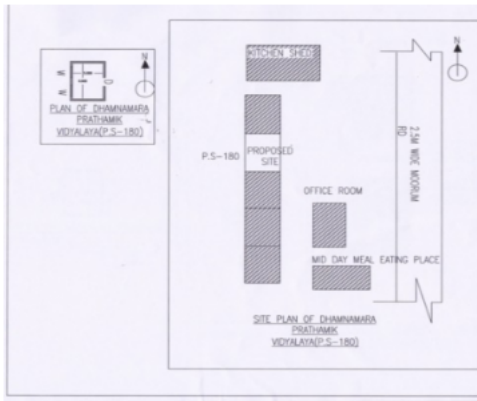 N
W
W
D
PLAN OF DHAMNAMARA
PRATHAMIK
VIDYALAYA(P.S-180)
KITCHEN SHED
N
P.S-180
PROPOSED
SITE
2.5M WIDE MOORUM
RD
OFFICE ROOM
MID DAY MEAL EATING PLACE
SITE PLAN OF DHAMNAMARA
PRATHAMIK
VIDYALAYA(P.S-180)